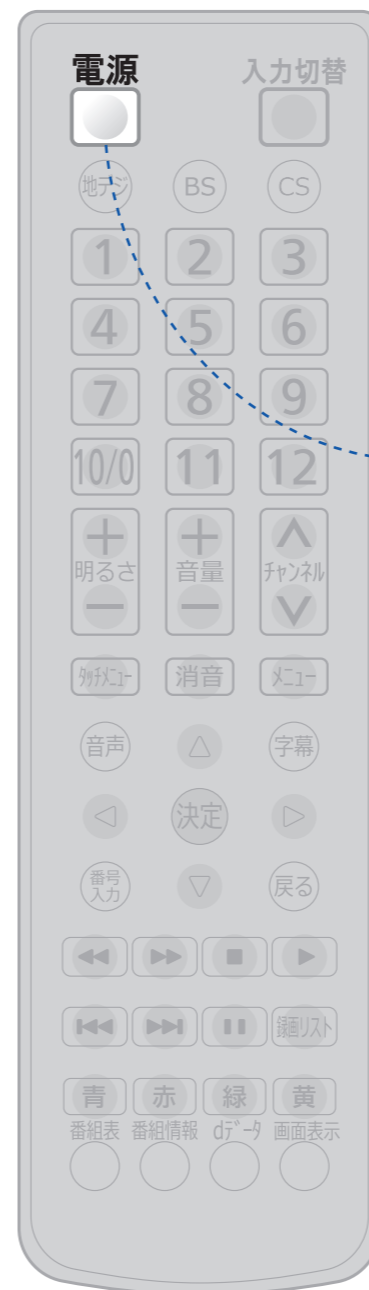 電源 入力切替
地デジ BS CS
1 2 3
4 5 6
7 8 9
10/0 11 12
明るさ 音量 チャンネル
タッチメニュー 消音 メニュー
音声 字幕
決定
番号
入力 戻る
録画リスト
青 赤 緑 黄
番組表 番組情報 dデータ 画面表示